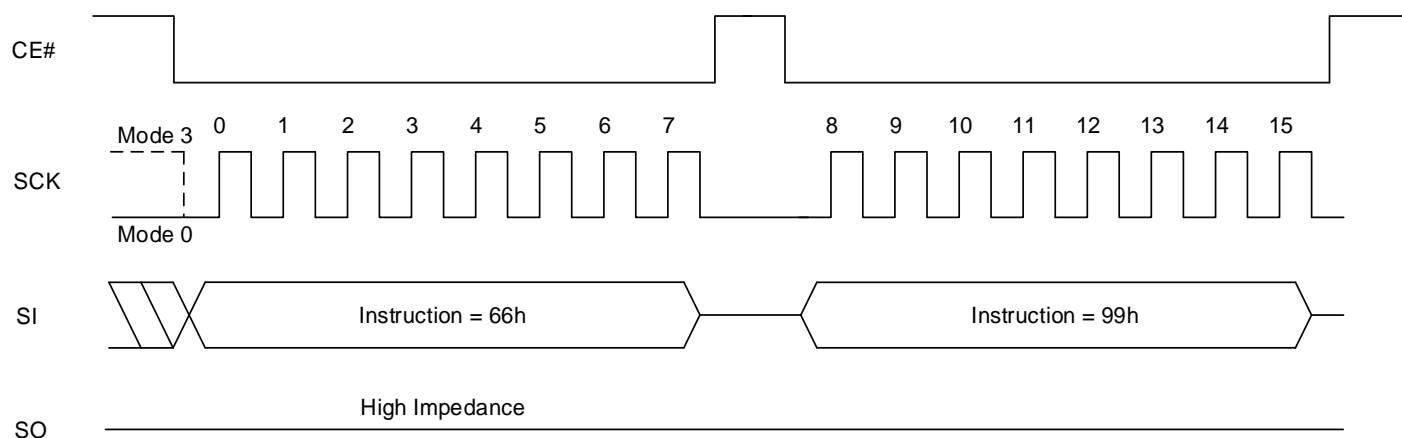 CE#
Mode 3
0 1 2 3 4 5 6 7 8 9 10 11 12 13 14 15
SCK
Mode 0
SI
Instruction = 66h Instruction = 99h
High Impedance
SO